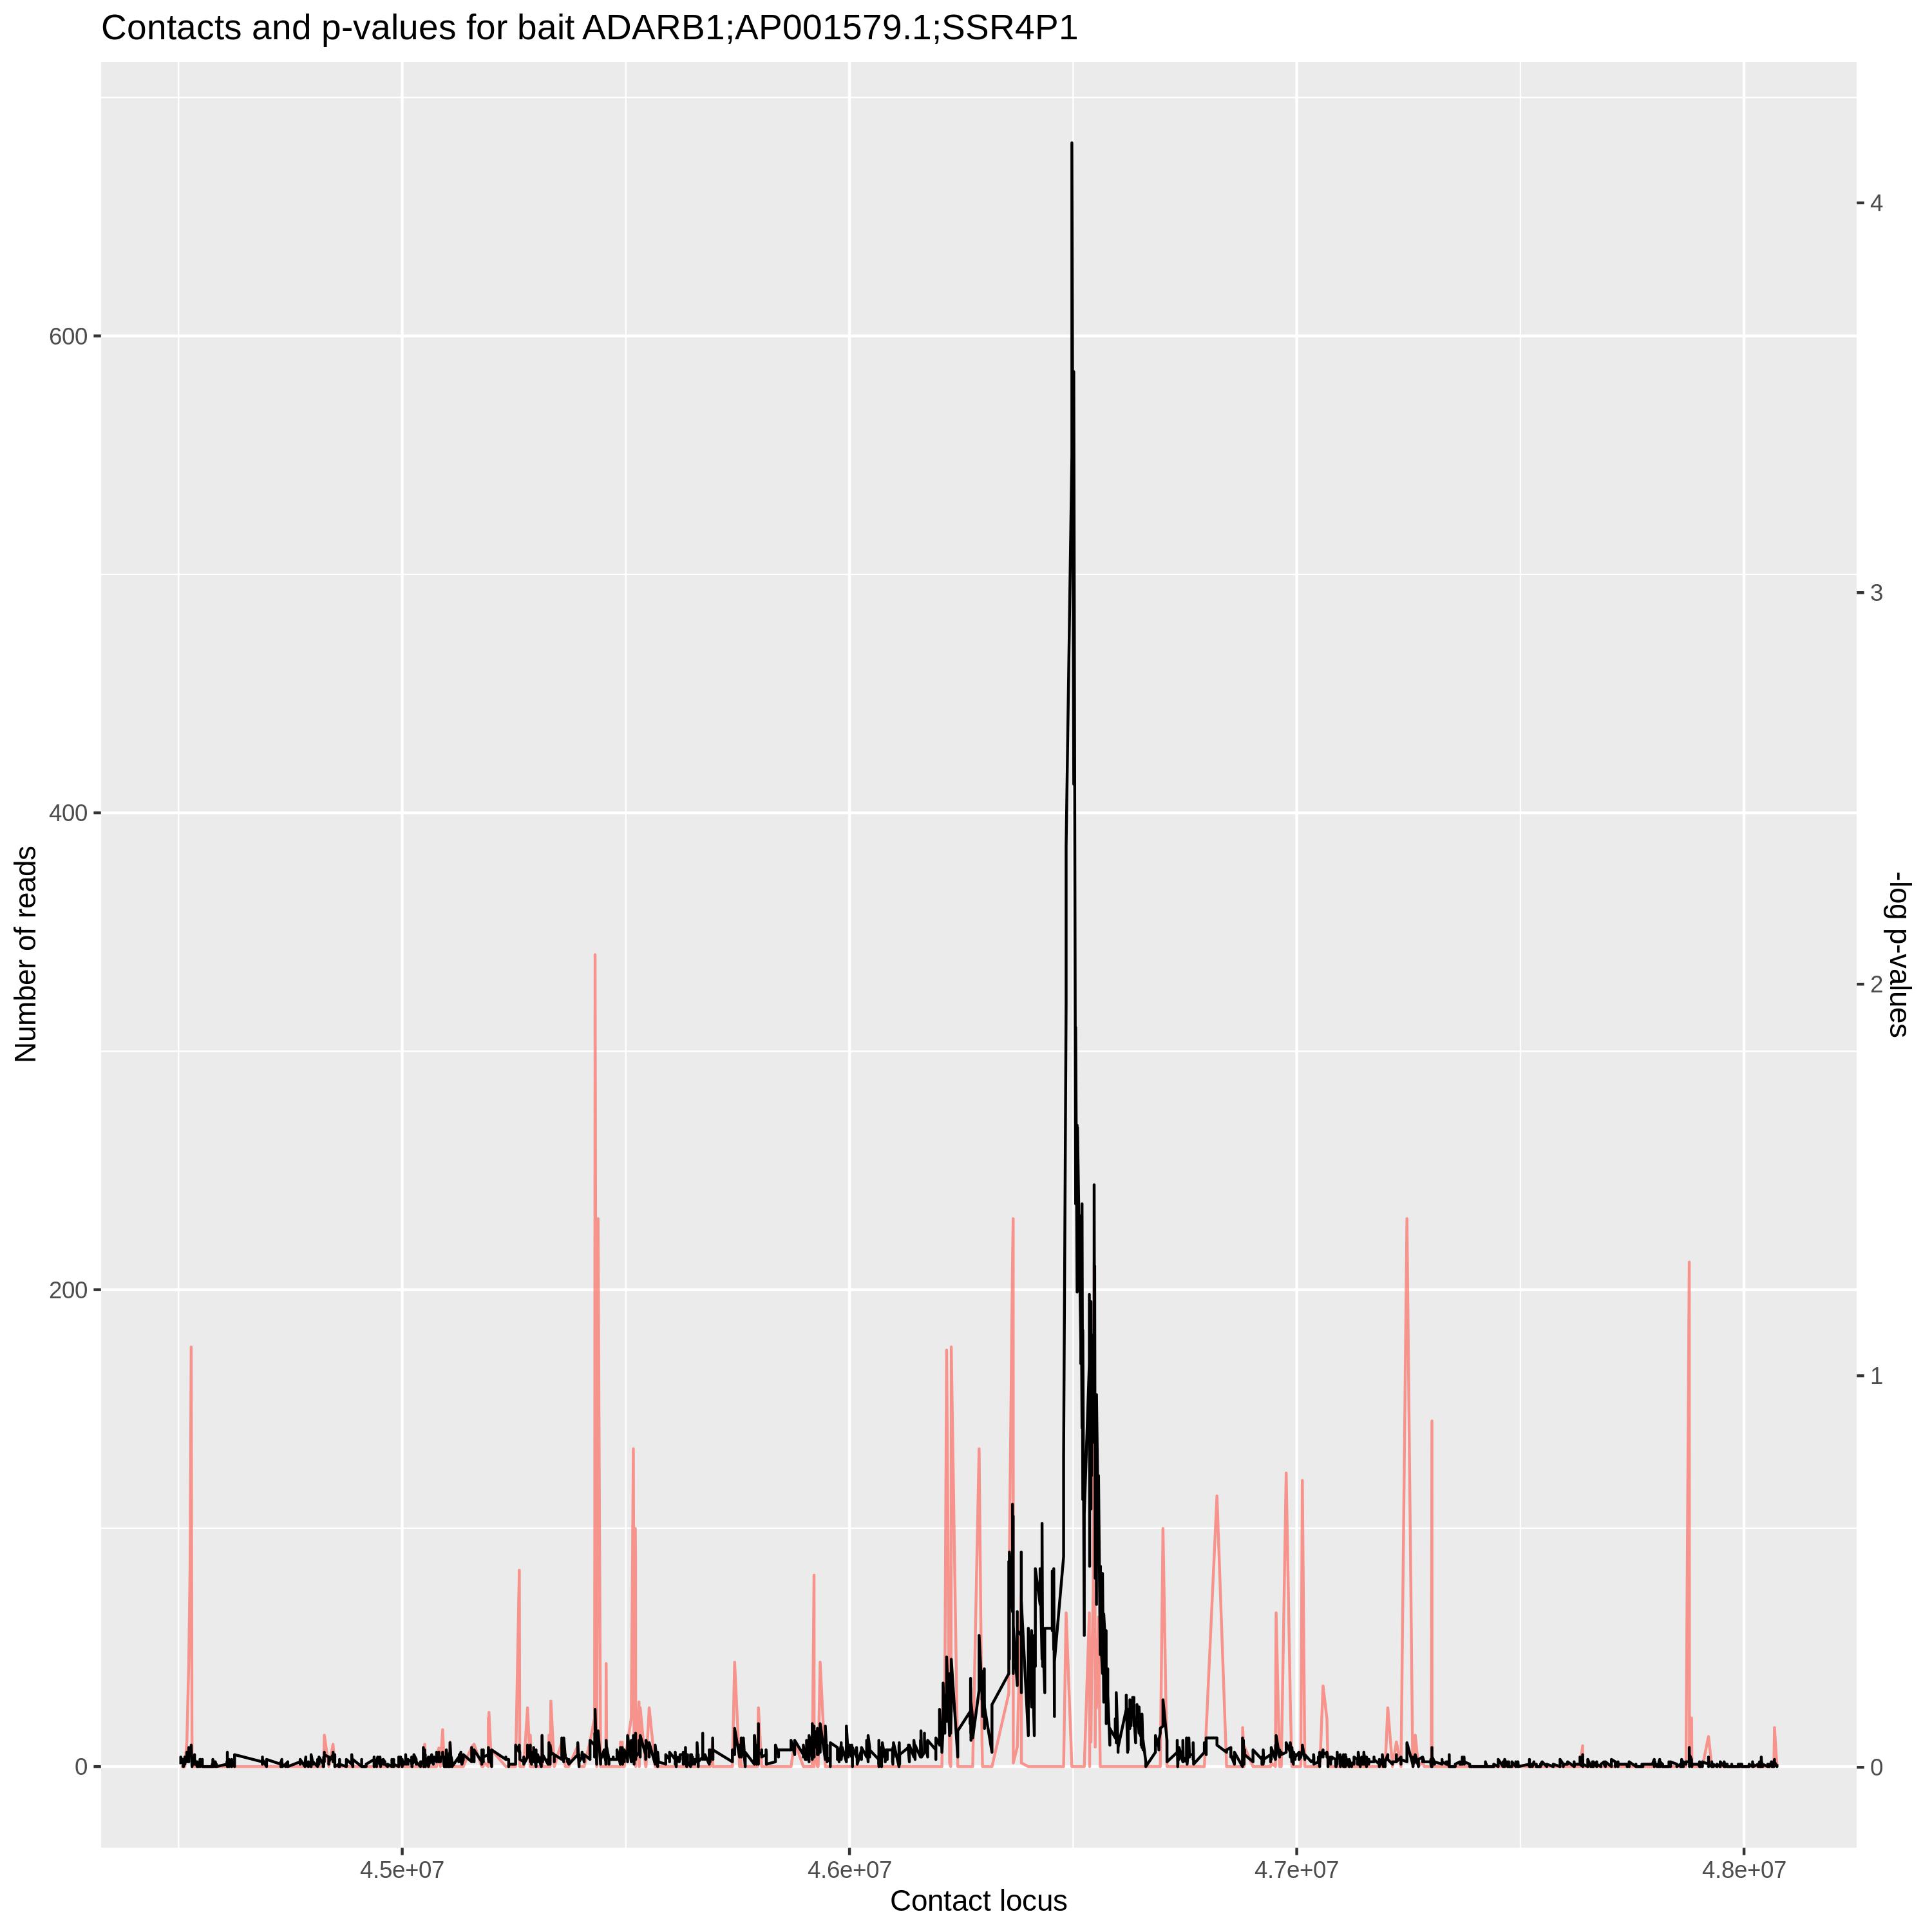 Contacts and p-values for bait ADARB1;AP001579.1;SSR4P1
Number of reads
600
400
200
0
4
3
2
1
0
-log p-values
4.5e+07 4.6e+07 4.7e+07 4.8e+07
Contact locus